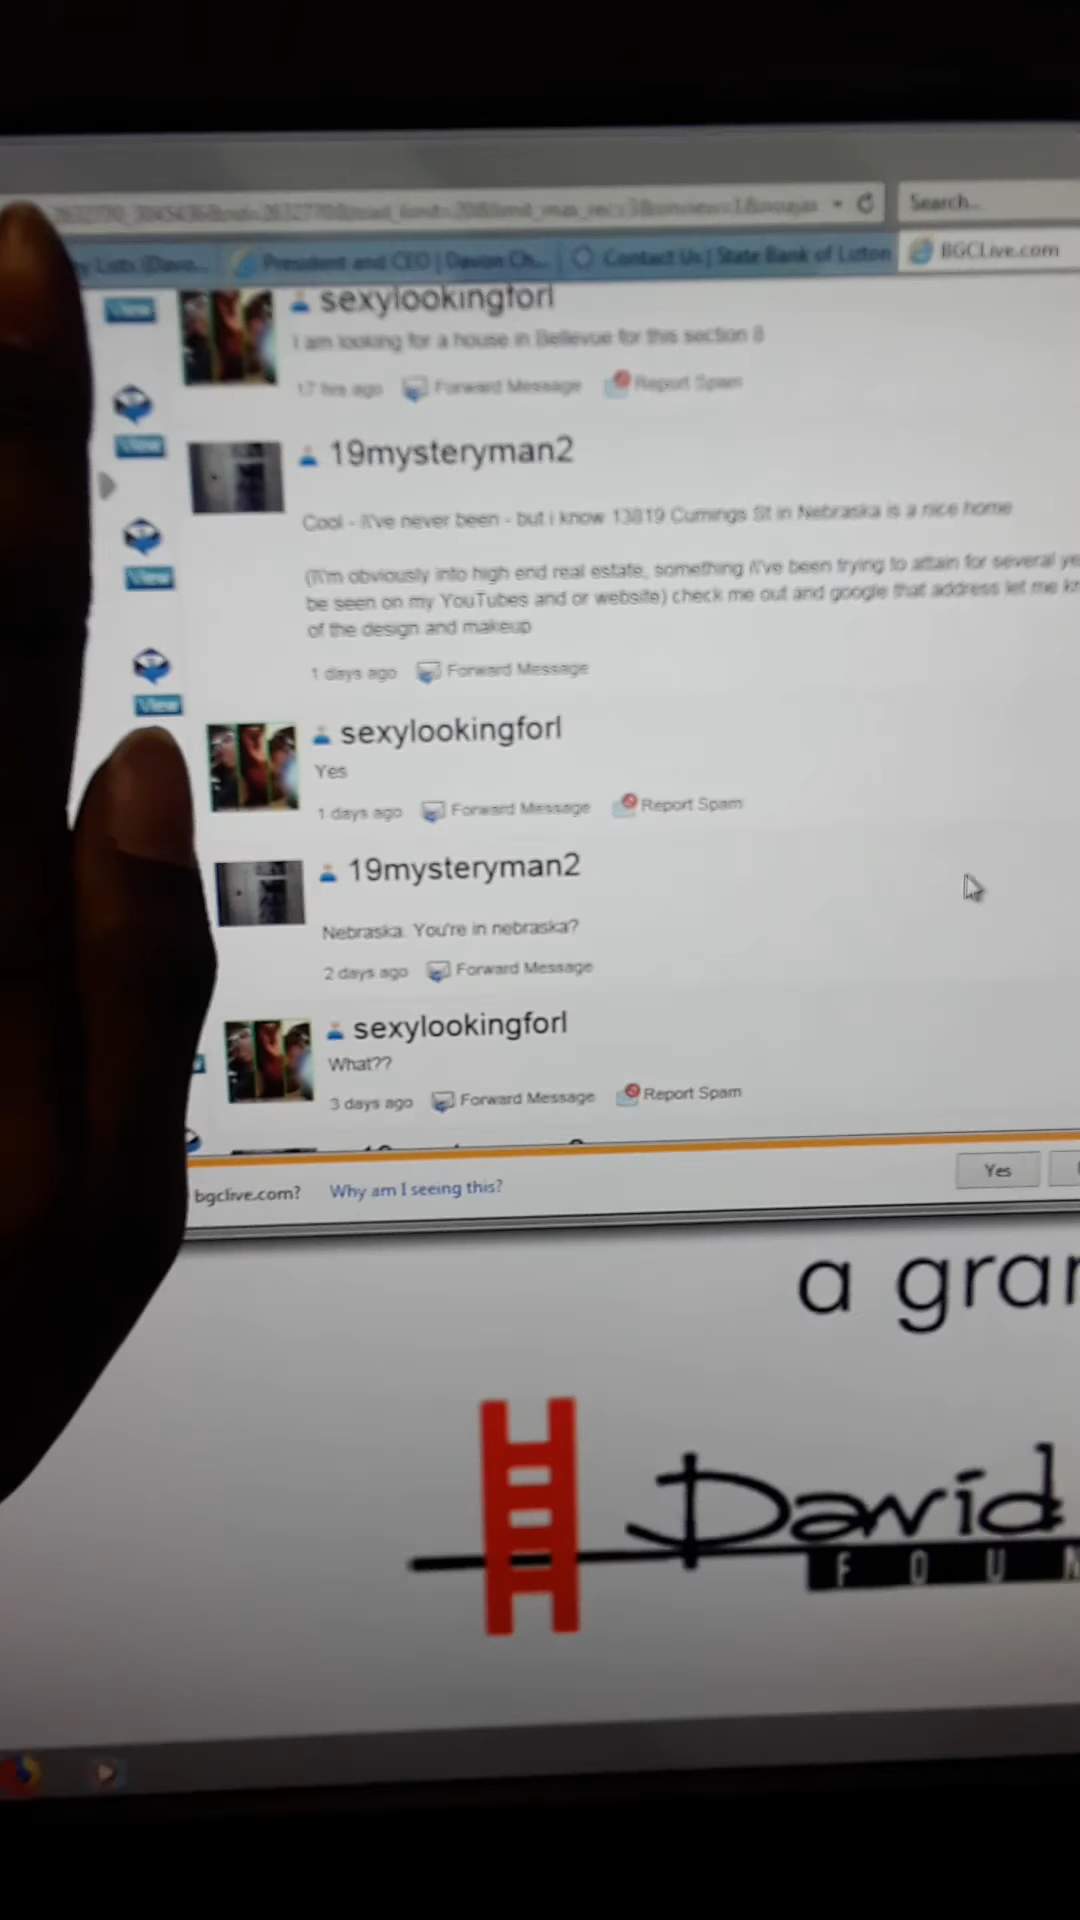 Search...
President and CEO | Davon Ch...
Contact Us | State Bank of Lizton
BGCLive.com
View
sexylookingforl
I am looking for a house in Bellevue for this section 8
17 hrs ago Forward Message Report Spam
View
19mysteryman2
Cool - i\'ve never been - but i know 13819 Cumings St in Nebraska is a nice home
View
(I\'m obviously into high end real estate, something i\'ve been trying to attain for several
be seen on my YouTubes and or website) check me out and google that address let me
of the design and makeup
1 days ago Forward Message
View
sexylookingforl
Yes
1 days ago Forward Message Report Spam
19mysteryman2
Nebraska. You're in nebraska?
2 days ago Forward Message
sexylookingforl
What??
3 days ago Forward Message Report Spam
bgclive.com? Why am I seeing this? Yes
a gra
David
FOUN